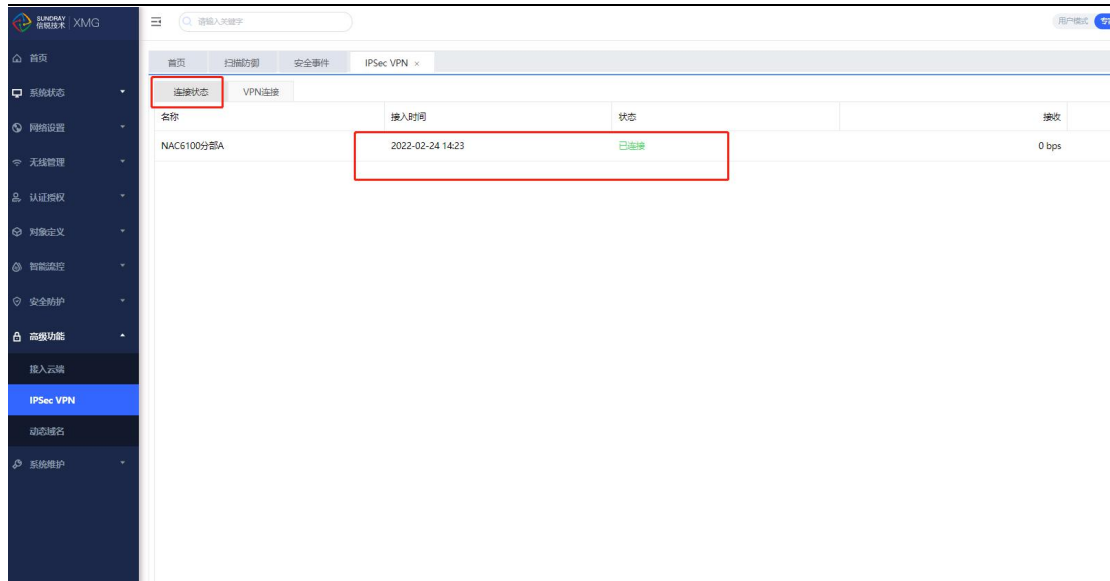 SUNDRAY
信锐技术 XMG
请输入关键字
用户模式
首页
系统状态
网络设置
无线管理
认证授权
对象定义
智能流控
安全防护
高级功能
接入云端
IPSec VPN
动态域名
系统维护
首页 扫描防御 安全事件 IPSec VPN ×
连接状态 VPN连接
名称 接入时间 状态 接收
NAC6100分部A 2022-02-24 14:23 已连接 0 bps